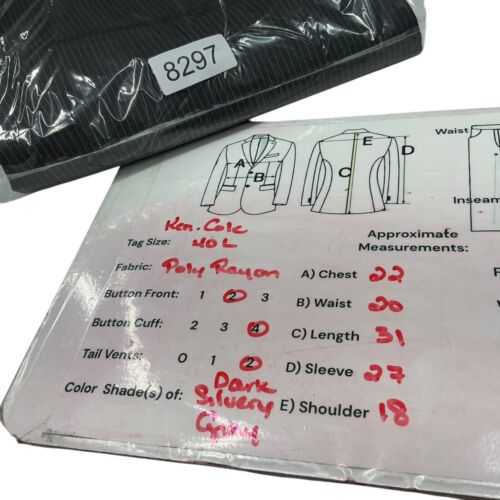 8297
A
B
E
D
C
Waist
Inseam
Approximate
Measurements:
Ken. Cole
Tag Size: 40 L
Fabric: Poly Rayon
Button Front: 1 2 3
Button Cuff: 2 3 4
Tail Vents: 0 1 2
Color Shade(s) of: Dark
Silvery
Gray
A) Chest 22
B) Waist 20
C) Length 31
D) Sleeve 27
E) Shoulder 18